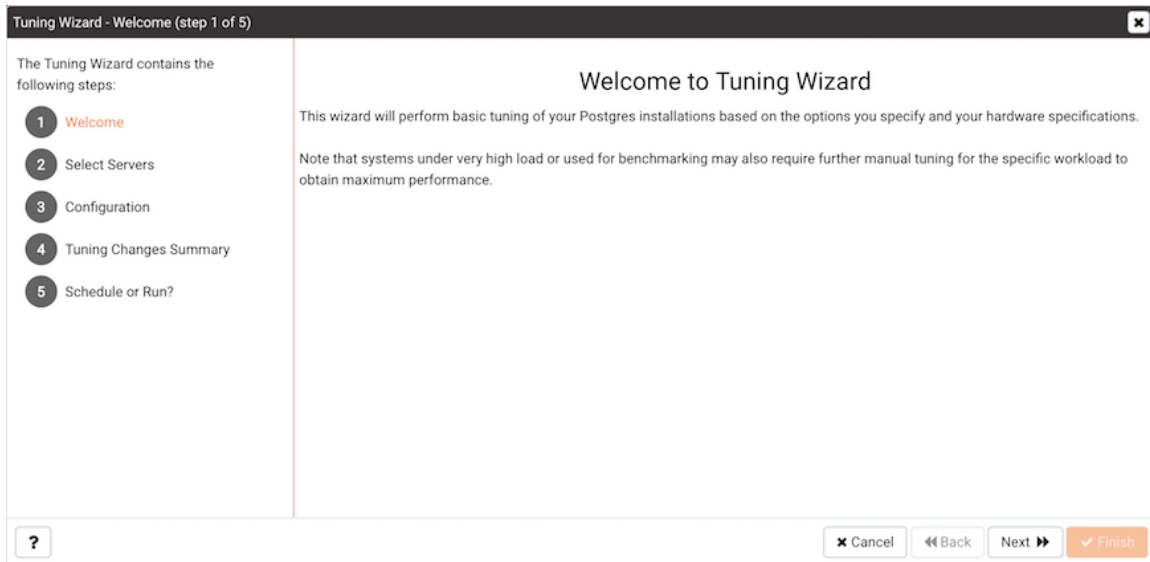 Tuning Wizard - Welcome (step 1 of 5)
The Tuning Wizard contains the
following steps:
1 Welcome
2 Select Servers
3 Configuration
4 Tuning Changes Summary
5 Schedule or Run?
Welcome to Tuning Wizard
This wizard will perform basic tuning of your Postgres installations based on the options you specify and your hardware specifications.
Note that systems under very high load or used for benchmarking may also require further manual tuning for the specific workload to
obtain maximum performance.
? Cancel Back Next Finish